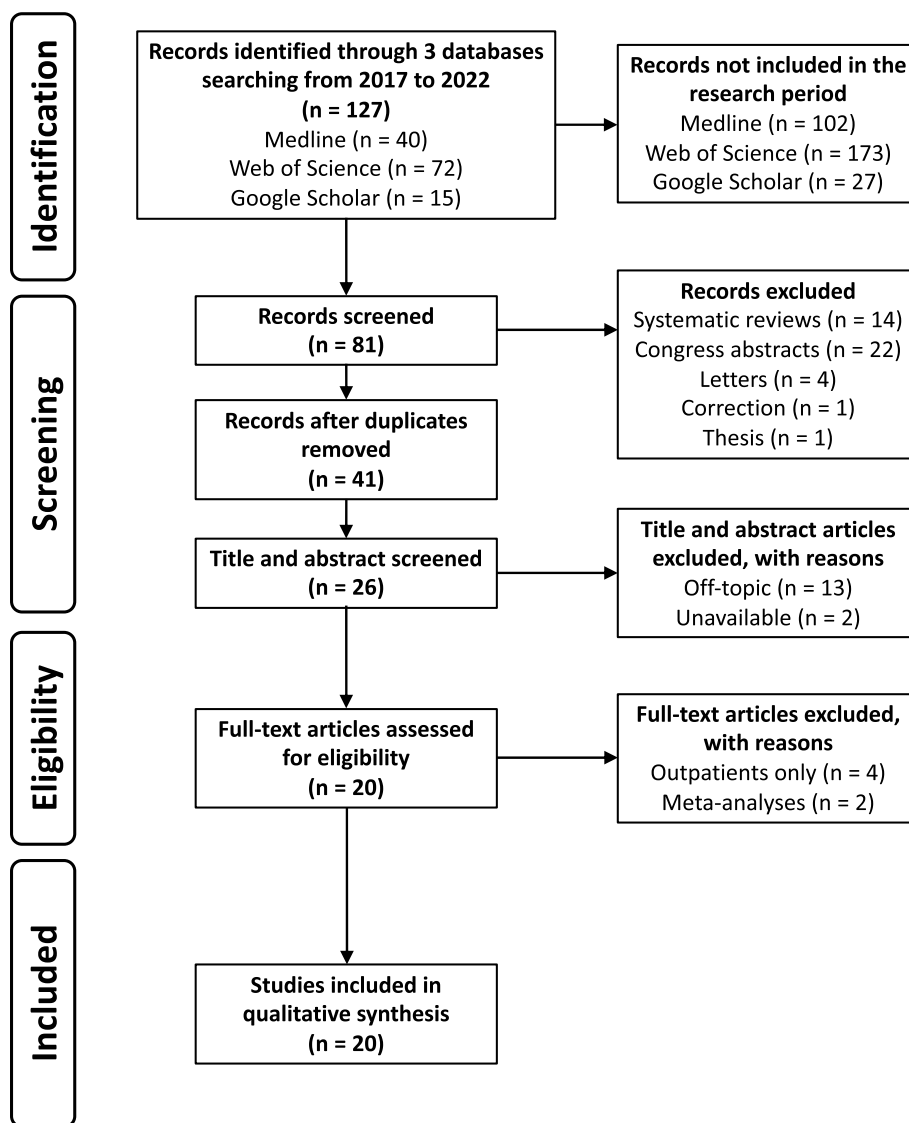 Identification
Records identified through 3 databases
searching from 2017 to 2022
(n = 127)
Medline (n = 40)
Web of Science (n = 72)
Google Scholar (n = 15)
Records not included in the
research period
Medline (n = 102)
Web of Science (n = 173)
Google Scholar (n = 27)
Screening
Records screened
(n = 81)
Records excluded
Systematic reviews (n = 14)
Congress abstracts (n = 22)
Letters (n = 4)
Correction (n = 1)
Thesis (n = 1)
Records after duplicates
removed
(n = 41)
Title and abstract screened
(n = 26)
Title and abstract articles
excluded, with reasons
Off-topic (n = 13)
Unavailable (n = 2)
Eligibility
Full-text articles assessed
for eligibility
(n = 20)
Full-text articles excluded,
with reasons
Outpatients only (n = 4)
Meta-analyses (n = 2)
Included
Studies included in
qualitative synthesis
(n = 20)